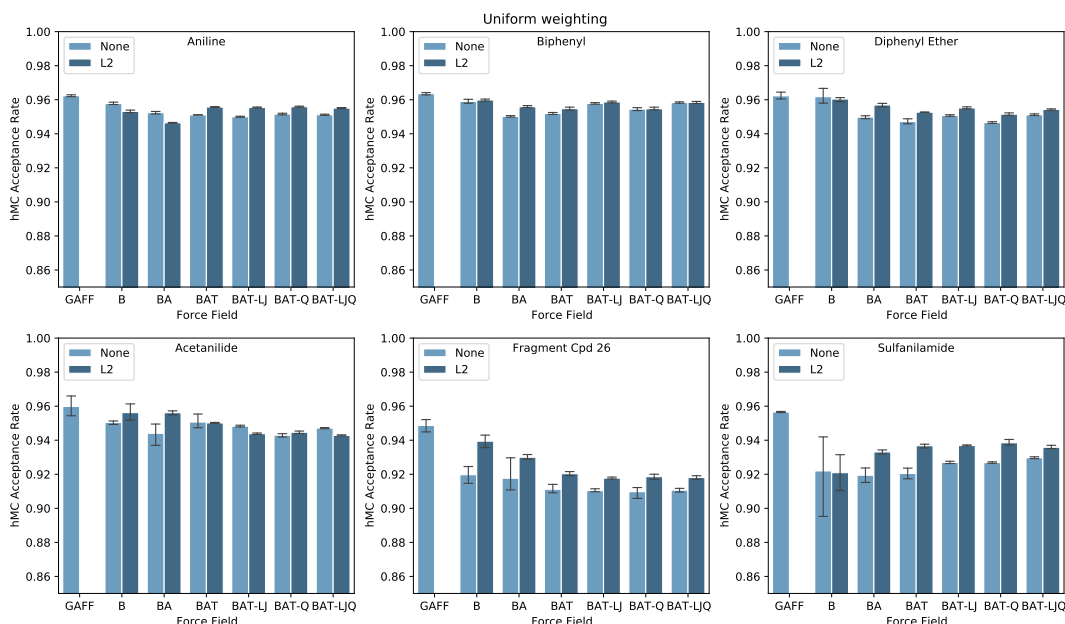 Uniform weighting
Aniline
None
L2
hMC Acceptance Rate
1.00
0.98
0.96
0.94
0.92
0.90
0.88
0.86
GAFF B BA BAT BAT-LJ BAT-Q BAT-LJQ
Force Field
Biphenyl
None
L2
hMC Acceptance Rate
1.00
0.98
0.96
0.94
0.92
0.90
0.88
0.86
GAFF B BA BAT BAT-LJ BAT-Q BAT-LJQ
Force Field
Diphenyl Ether
None
L2
hMC Acceptance Rate
1.00
0.98
0.96
0.94
0.92
0.90
0.88
0.86
GAFF B BA BAT BAT-LJ BAT-Q BAT-LJQ
Force Field
Acetanilide
None
L2
hMC Acceptance Rate
1.00
0.98
0.96
0.94
0.92
0.90
0.88
0.86
GAFF B BA BAT BAT-LJ BAT-Q BAT-LJQ
Force Field
Fragment Cpd 26
None
L2
hMC Acceptance Rate
1.00
0.98
0.96
0.94
0.92
0.90
0.88
0.86
GAFF B BA BAT BAT-LJ BAT-Q BAT-LJQ
Force Field
Sulfanilamide
None
L2
hMC Acceptance Rate
1.00
0.98
0.96
0.94
0.92
0.90
0.88
0.86
GAFF B BA BAT BAT-LJ BAT-Q BAT-LJQ
Force Field